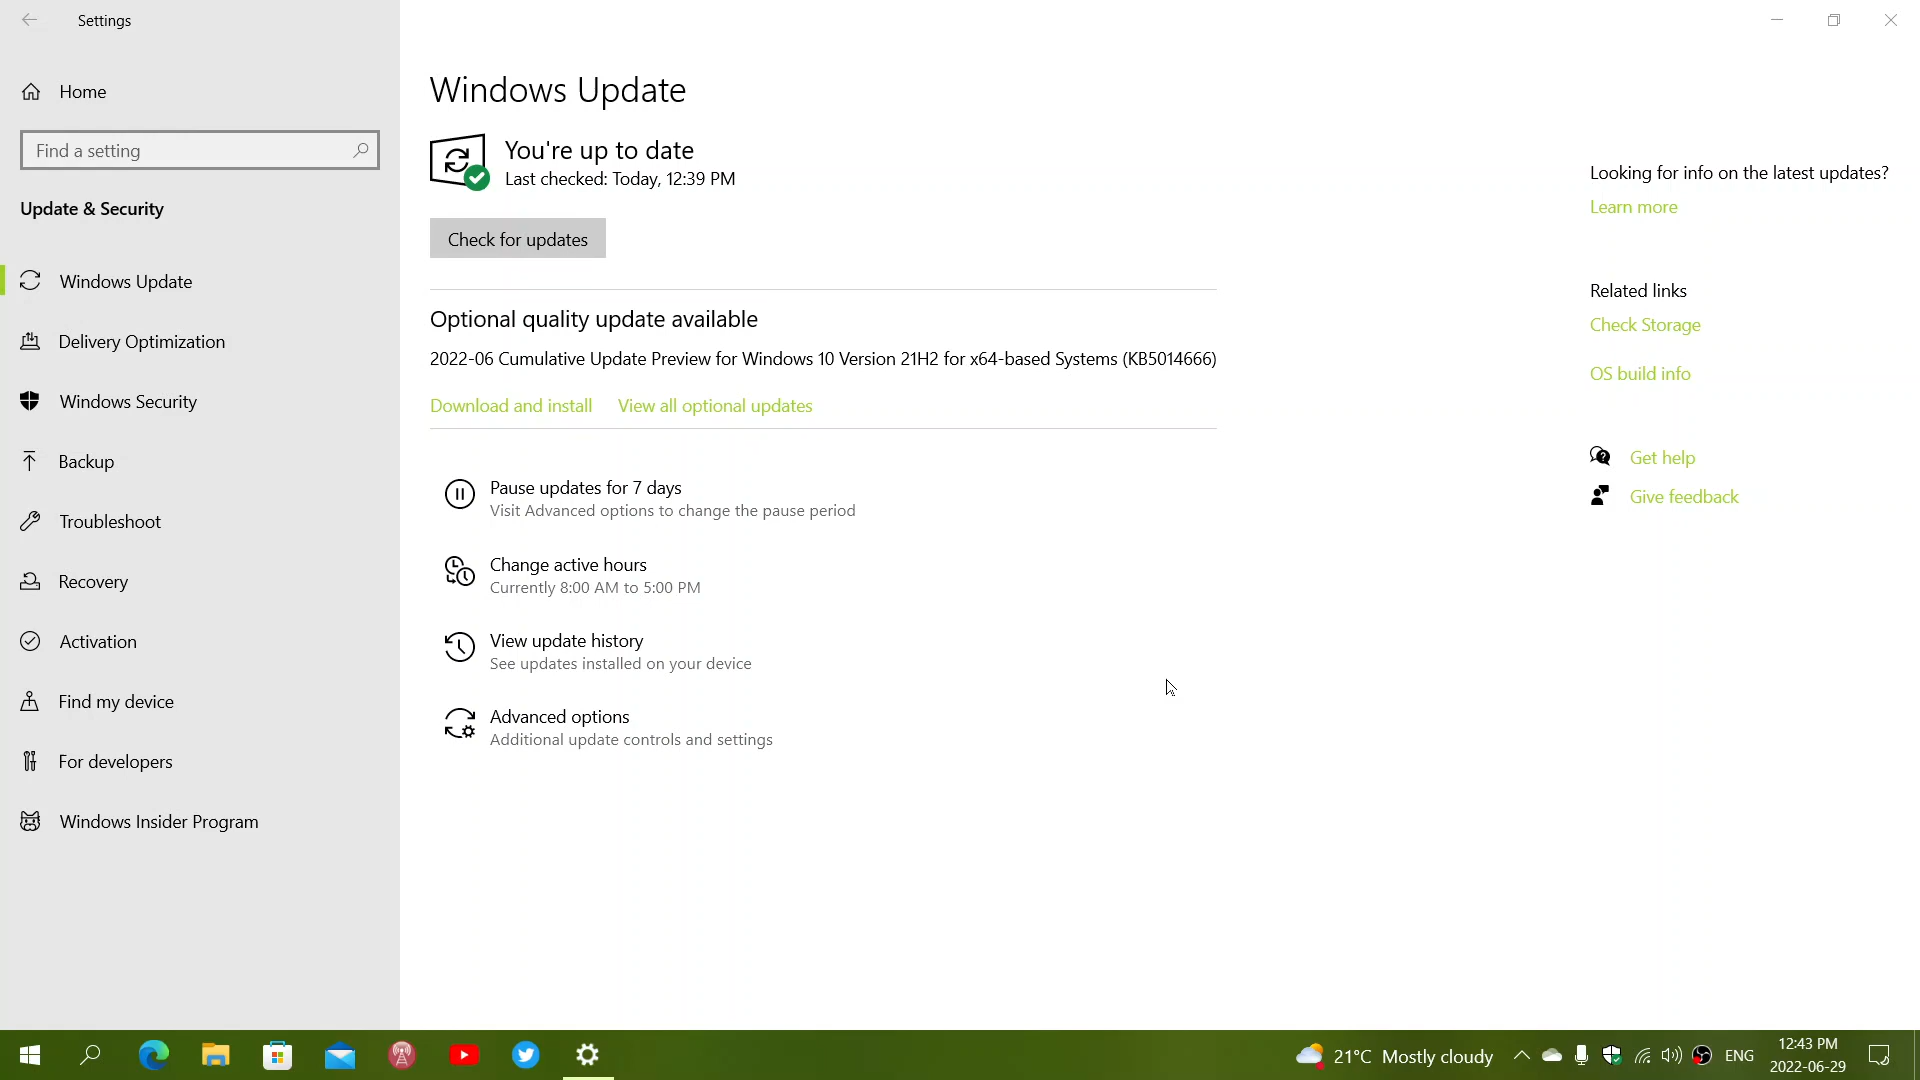 Settings
Home
Find a setting
Update & Security
Windows Update
Delivery Optimization
Windows Security
Backup
Troubleshoot
Recovery
Activation
Find my device
For developers
Windows Insider Program
Windows Update
You're up to date
Last checked: Today, 12:39 PM
Check for updates
Optional quality update available
2022-06 Cumulative Update Preview for Windows 10 Version 21H2 for x64-based Systems (KB5014666)
Download and install View all optional updates
Pause updates for 7 days
Visit Advanced options to change the pause period
Change active hours
Currently 8:00 AM to 5:00 PM
View update history
See updates installed on your device
Advanced options
Additional update controls and settings
Looking for info on the latest updates?
Learn more
Related links
Check Storage
OS build info
Get help
Give feedback
21°C Mostly cloudy
ENG
12:43 PM
2022-06-29